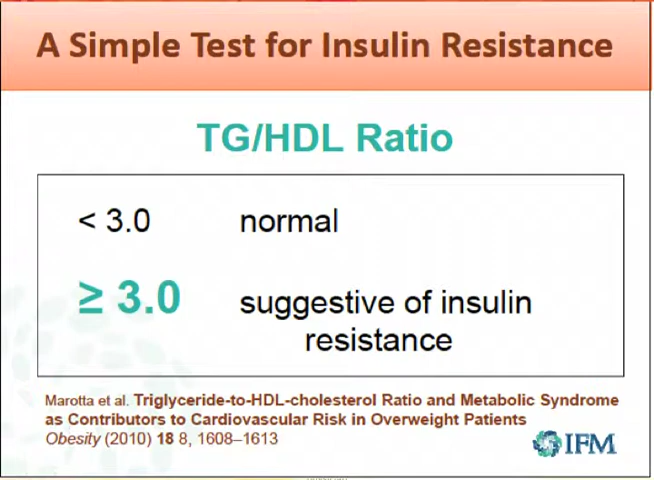 A Simple Test for Insulin Resistance
TG/HDL Ratio
< 3.0 normal
≥ 3.0 suggestive of insulin
resistance
Marotta et al. Triglyceride-to-HDL-cholesterol Ratio and Metabolic Syndrome
as Contributors to Cardiovascular Risk in Overweight Patients
Obesity (2010) 18 8, 1608–1613
IFM